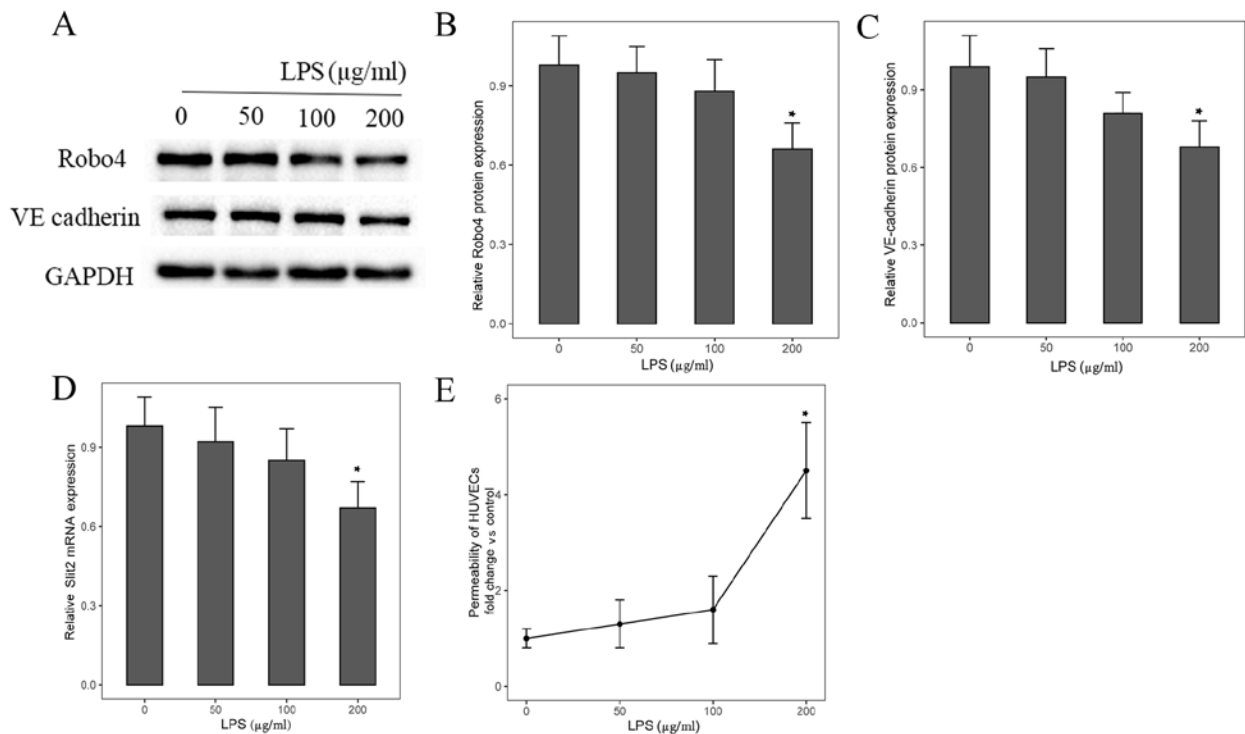 A
LPS (µg/ml)
0 50 100 200
Robo4
VE cadherin
GAPDH
B
Relative Robo4 protein expression
0.9
0.6
0.3
0.0
0 50 100 200
LPS (µg/ml)
*
C
Relative VE-cadherin protein expression
0.9
0.6
0.3
0.0
0 50 100 200
LPS (µg/ml)
*
D
Relative Slit2 mRNA expression
0.9
0.6
0.3
0.0
0 50 100 200
LPS (µg/ml)
*
E
Permeability of HUVECs
fold change vs control
6
4
2
0
0 50 100 200
LPS (µg/ml)
*